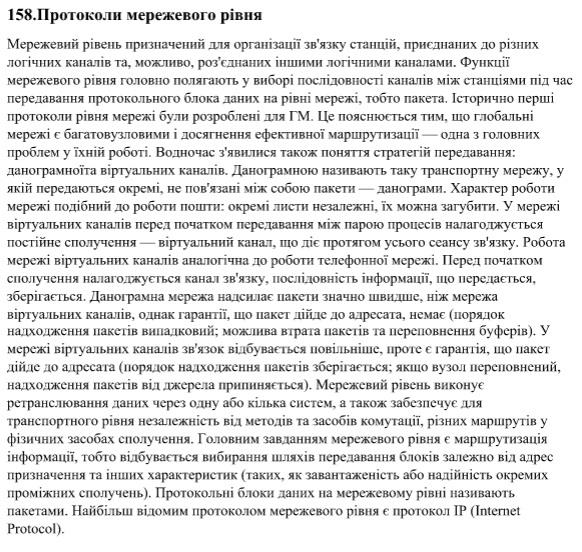 158.Протоколи мережевого рівня
Мережевий рівень призначений для організації зв'язку станцій, приєднаних до різних
логічних каналів та, можливо, роз'єднаних іншими логічними каналами. Функції
мережевого рівня головно полягають у виборі послідовності каналів між станціями під час
передавання протокольного блока даних на рівні мережі, тобто пакета. Історично перші
протоколи рівня мережі були розроблені для ГМ. Це пояснюється тим, що глобальні
мережі є багатовузловими і досягнення ефективної маршрутизації — одна з головних
проблем у їхній роботі. Водночас з'явилися також поняття стратегій передавання:
данограмноїта віртуальних каналів. Данограмною називають таку транспортну мережу, у
якій передаються окремі, не пов'язані між собою пакети — данограми. Характер роботи
мережі подібний до роботи пошти: окремі листи незалежні, їх можна загубити. У мережі
віртуальних каналів перед початком передавання між парою процесів налагоджується
постійне сполучення — віртуальний канал, що діє протягом усього сеансу зв'язку. Робота
мережі віртуальних каналів аналогічна до роботи телефонної мережі. Перед початком
сполучення налагоджується канал зв'язку, послідовність інформації, що передається,
зберігається. Данограмна мережа надсилає пакети значно швидше, ніж мережа
віртуальних каналів, однак гарантії, що пакет дійде до адресата, немає (порядок
надходження пакетів випадковий; можлива втрата пакетів та переповнення буферів). У
мережі віртуальних каналів зв'язок відбувається повільніше, проте є гарантія, що пакет
дійде до адресата (порядок надходження пакетів зберігається; якщо вузол переповнений,
надходження пакетів від джерела припиняється). Мережевий рівень виконує
ретранслювання даних через одну або кілька систем, а також забезпечує для
транспортного рівня незалежність від методів та засобів комутації, різних маршрутів у
фізичних засобах сполучення. Головним завданням мережевого рівня є маршрутизація
інформації, тобто відбувається вибирання шляхів передавання блоків залежно від адрес
призначення та інших характеристик (таких, як завантаженість або надійність окремих
проміжних сполучень). Протокольні блоки даних на мережевому рівні називають
пакетами. Найбільш відомим протоколом мережевого рівня є протокол IP (Internet
Protocol).